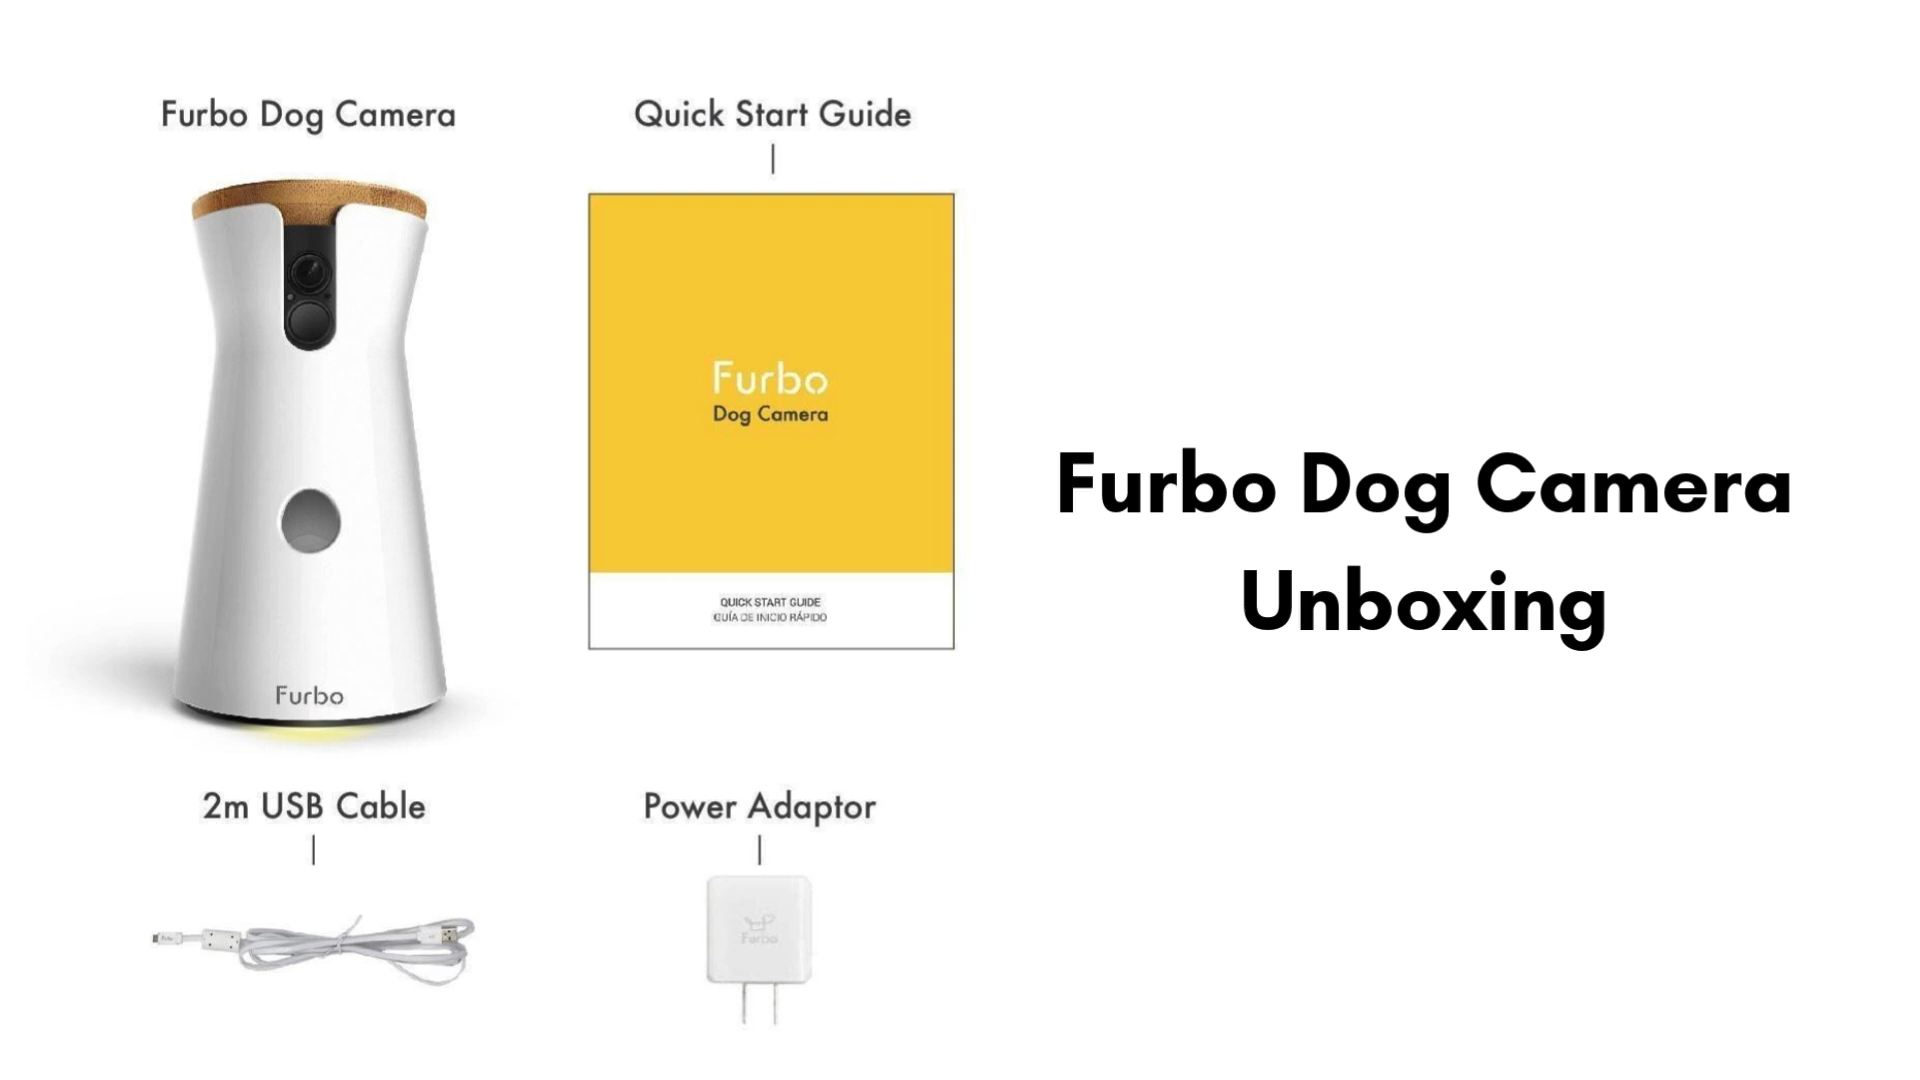 Furbo Dog Camera
Quick Start Guide
Furbo
Dog Camera
QUICK START GUIDE
GUÍA DE INICIO RÁPIDO
Furbo
2m USB Cable
Power Adaptor
Furbo
Furbo Dog Camera
Unboxing